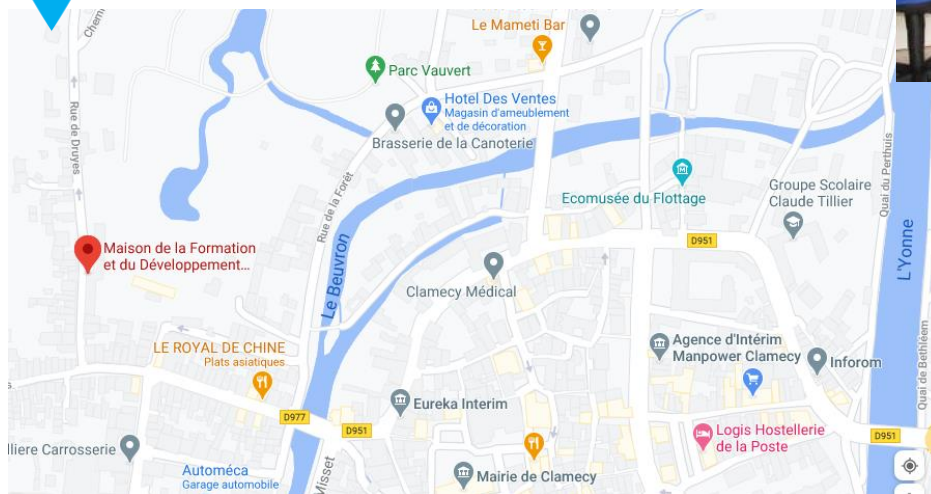 Chemi
Le Mameti Bar
Parc Vauvert
Hotel Des Ventes
Magasin d'ameublement
et de décoration
Rue de Druyes
Brasserie de la Canoterie
Ecomusée du Flottage
Groupe Scolaire
Claude Tillier
Quai du Perthuis
Rue de la Forêt
D951
Maison de la Formation
et du Développement...
Le Beuvron
L'Yonne
Clamecy Médical
LE ROYAL DE CHINE
Plats asiatiques
Agence d'Intérim
Manpower Clamecy
Inforom
Quai de Bethléem
s.
Eureka Interim
D977
D951
Logis Hostellerie
de la Poste
D951
lliere Carrosserie
Automéca
Garage automobile
Misset
Mairie de Clamecy